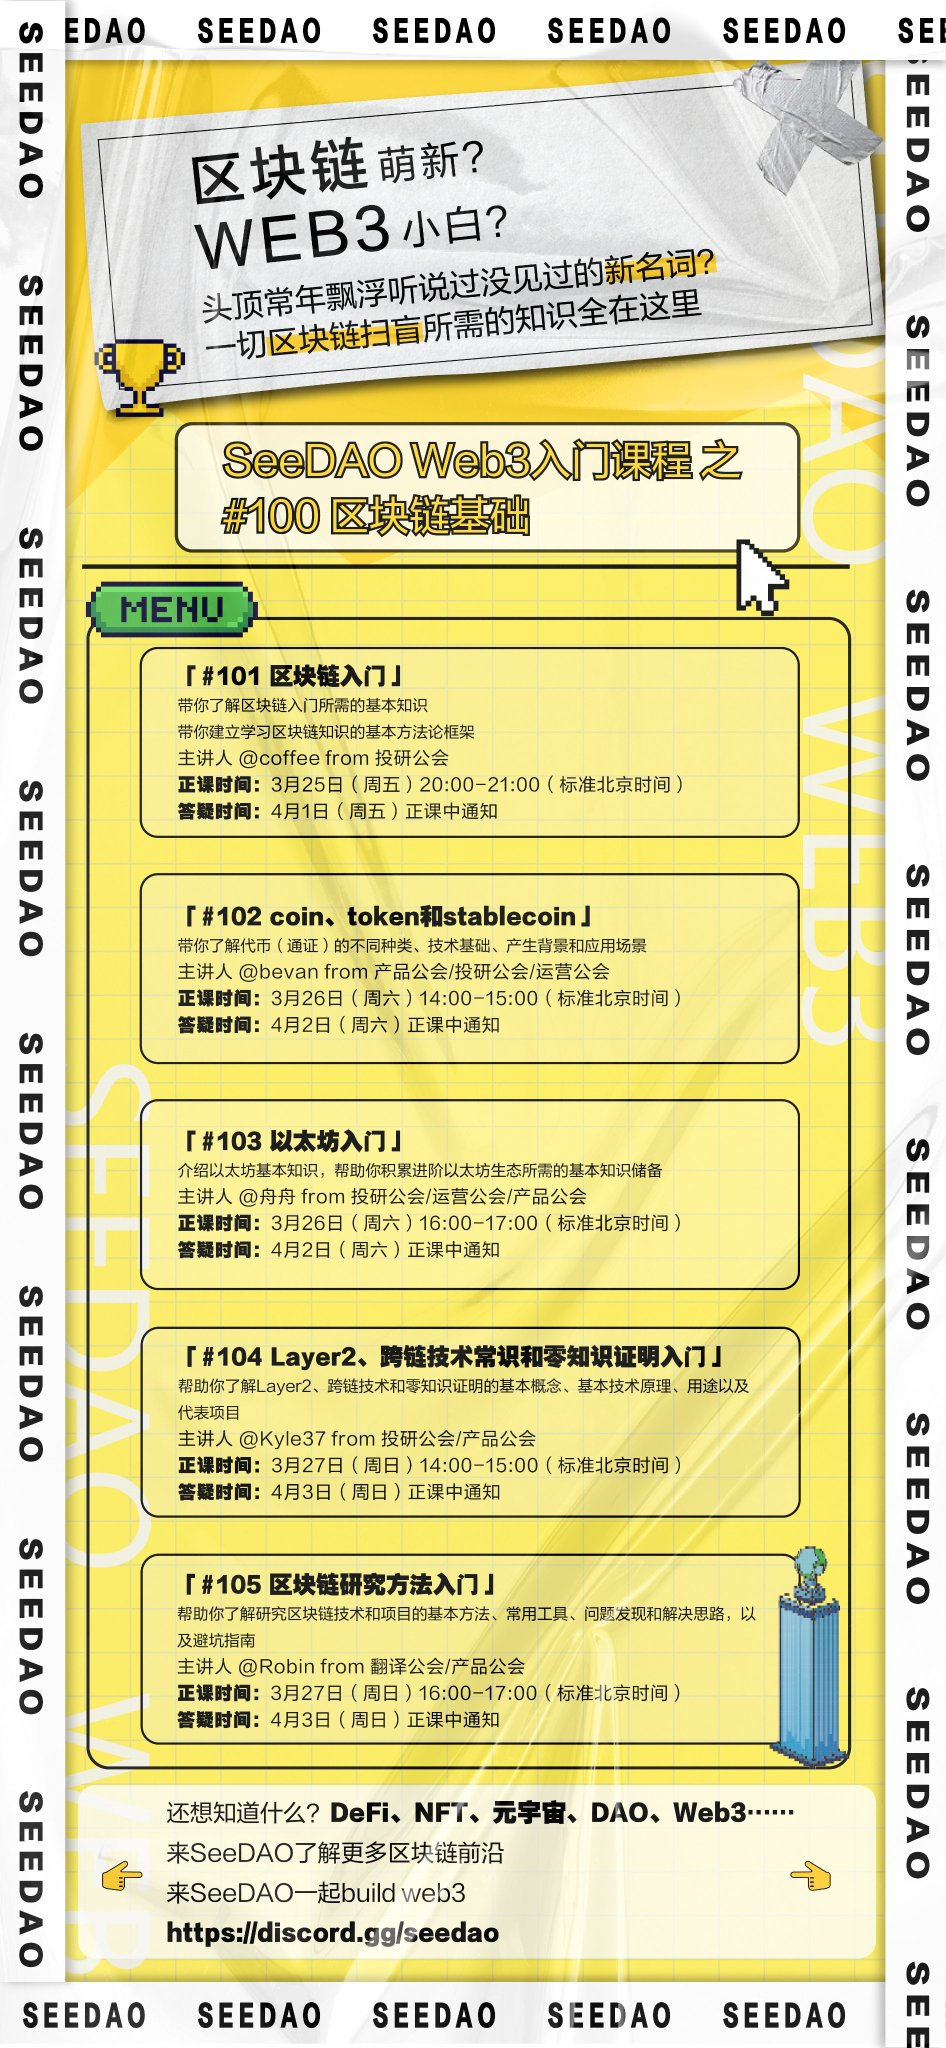 EDAO SEEDAO SEEDAO SEEDAO SEEDAO SEE
区块链 萌新?
WEB3 小白?
头顶常年飘浮听说过没见过的新名词?
一切区块链扫盲所需的知识全在这里
SeeDAO Web3入门课程 之
#100 区块链基础
MENU
「 #101 区块链入门 」
带你了解区块链入门所需的基本知识
带你建立学习区块链知识的基本方法论框架
主讲人 @coffee from 投研公会
正课时间：3月25日（周五）20:00-21:00（标准北京时间）
答疑时间：4月1日（周五）正课中通知
「 #102 coin、token和stablecoin 」
带你了解代币（通证）的不同种类、技术基础、产生背景和应用场景
主讲人 @bevan from 产品公会/投研公会/运营公会
正课时间：3月26日（周六）14:00-15:00（标准北京时间）
答疑时间：4月2日（周六）正课中通知
「 #103 以太坊入门 」
介绍以太坊基本知识，帮助你积累进阶以太坊生态所需的基本知识储备
主讲人 @舟舟 from 投研公会/运营公会/产品公会
正课时间：3月26日（周六）16:00-17:00（标准北京时间）
答疑时间：4月2日（周六）正课中通知
「 #104 Layer2、跨链技术常识和零知识证明入门 」
帮助你了解Layer2、跨链技术和零知识证明的基本概念、基本技术原理、用途以及
代表项目
主讲人 @Kyle37 from 投研公会/产品公会
正课时间：3月27日（周日）14:00-15:00（标准北京时间）
答疑时间：4月3日（周日）正课中通知
「 #105 区块链研究方法入门 」
帮助你了解研究区块链技术和项目的基本方法、常用工具、问题发现和解决思路，以
及避坑指南
主讲人 @Robin from 翻译公会/产品公会
正课时间：3月27日（周日）16:00-17:00（标准北京时间）
答疑时间：4月3日（周日）正课中通知
还想知道什么? DeFi、NFT、元宇宙、DAO、Web3……
来SeeDAO了解更多区块链前沿
来SeeDAO一起build web3
https://discord.gg/seedao
SEEDAO SEEDAO SEEDAO SEEDAO SEEDAO
SEEDAO SEEDAO SEEDAO SEEDAO SEEDAO SEEDAO SEEDAO SEEDAO
SEEDAO SEEDAO SEEDAO SEEDAO SEEDAO SEEDAO SEEDAO SEE
DAO WEB3
SEEDAO WEB